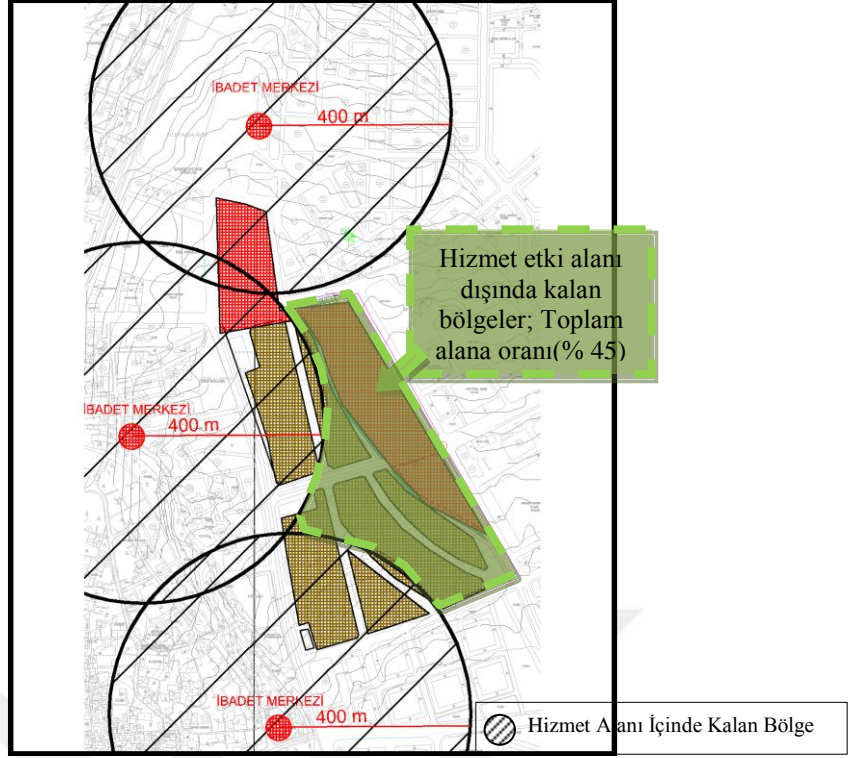 İBADET MERKEZİ
400 m
Hizmet etki alanı
dışında kalan
bölgeler; Toplam
alana oranı(% 45)
İBADET MERKEZİ
400 m
İBADET MERKEZİ
400 m
Hizmet Alanı İçinde Kalan Bölge